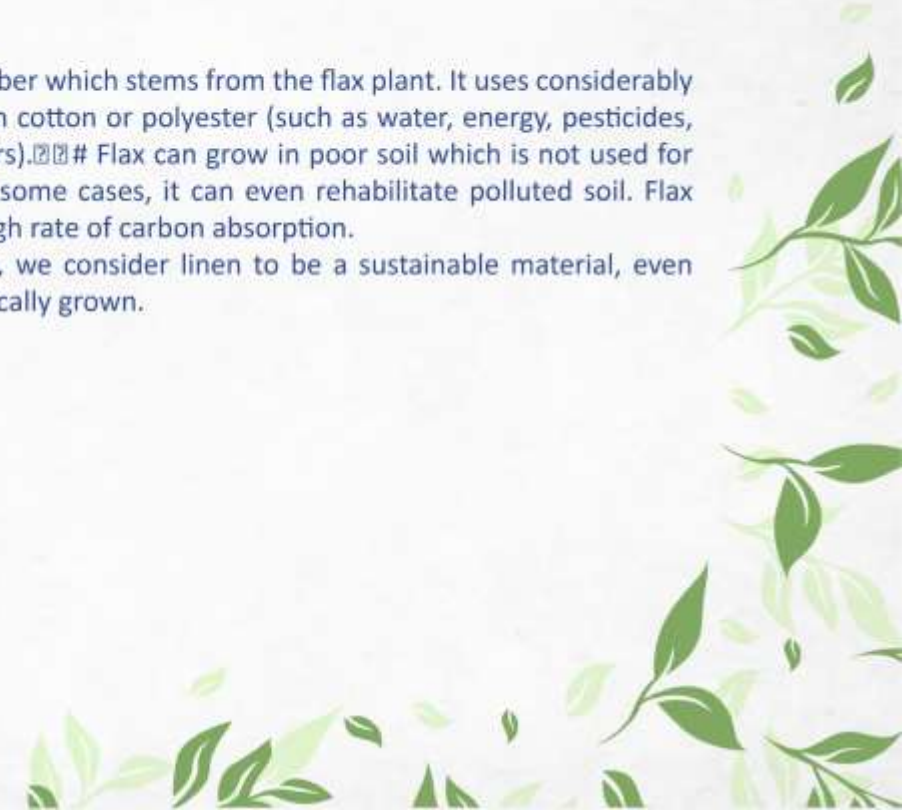 ber which stems from the flax plant. It uses considerably
n cotton or polyester (such as water, energy, pesticides,
rs).⍰⍰# Flax can grow in poor soil which is not used for
some cases, it can even rehabilitate polluted soil. Flax
gh rate of carbon absorption.
, we consider linen to be a sustainable material, even
cally grown.